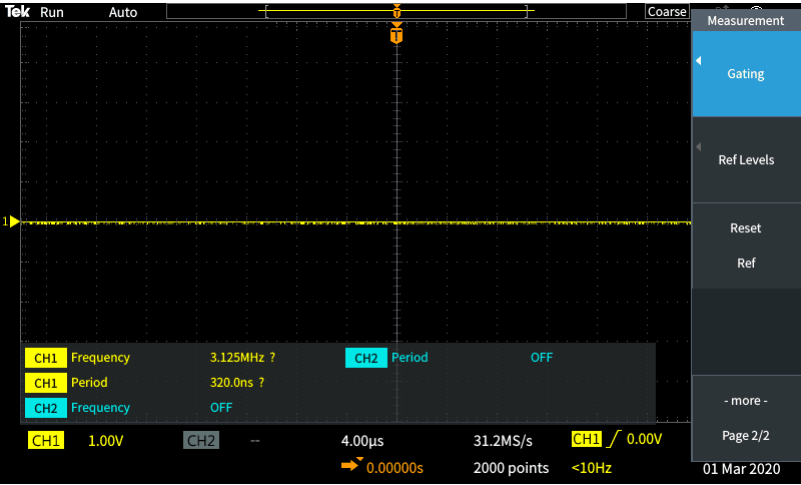 Tek Run Auto Coarse
T
T
Measurement
Gating
Ref Levels
Reset
Ref
- more -
Page 2/2
1
CH1 Frequency 3.125MHz ? CH2 Period OFF
CH1 Period 320.0ns ?
CH2 Frequency OFF
CH1 1.00V CH2 -- 4.00µs 31.2MS/s CH1 0.00V
0.00000s 2000 points <10Hz 01 Mar 2020